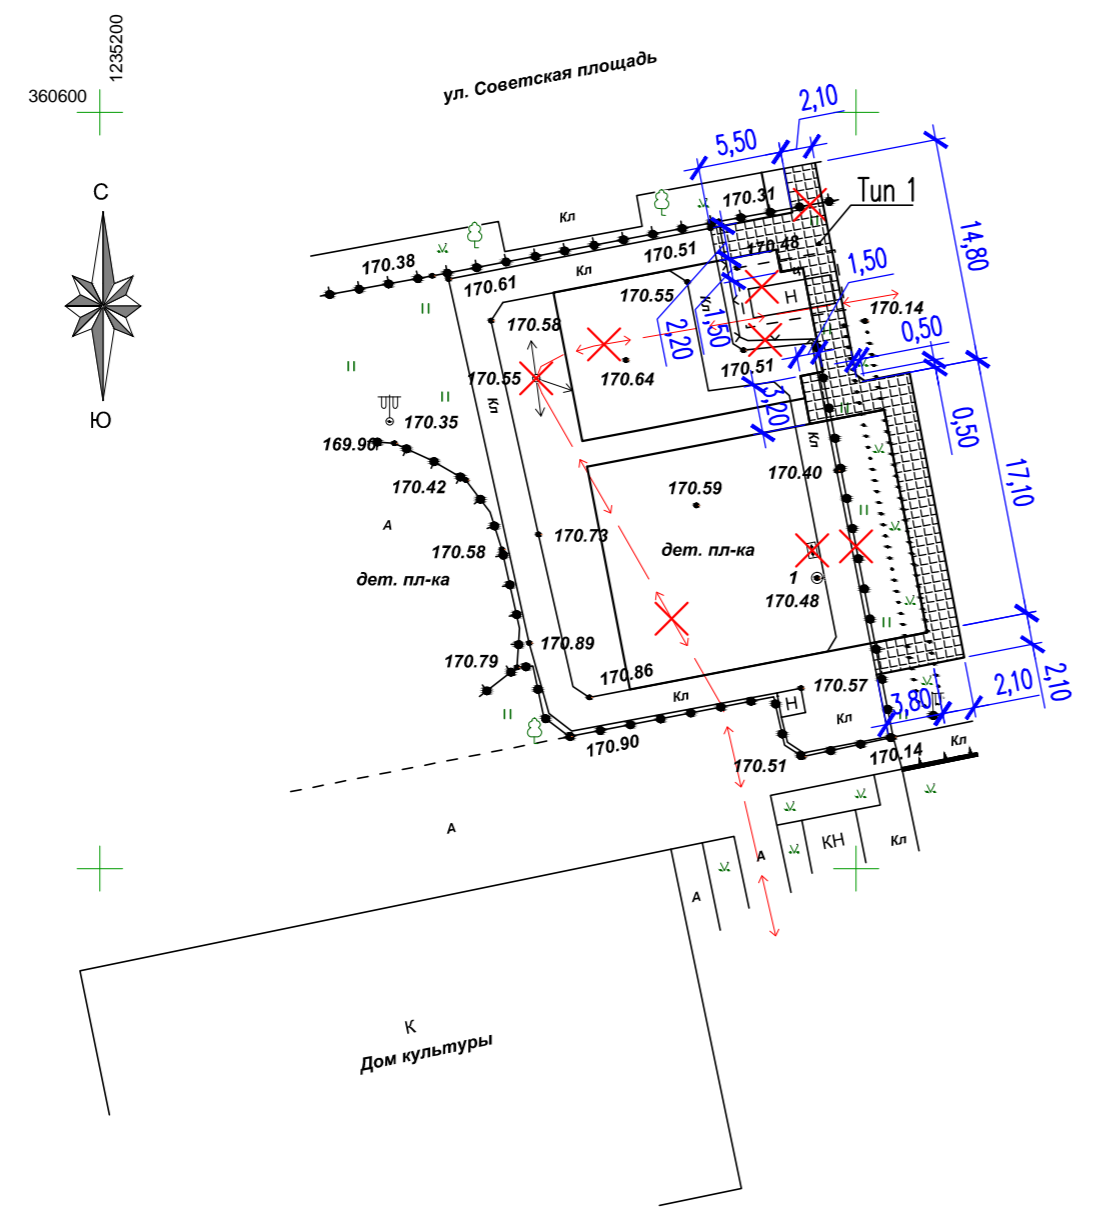 1235200
360600
ул. Советская площадь
2,10
5,50
С
Тип 1
170.31
Кл
14,80
170.51
170.48
1,50
170.38
Кл
170.61
170.55
Кл
Н
170.14
2,20
1,50
0,50
170.58
170.51
170.64
170.55
3,20
0,50
Ю
Кл
170.35
169.90
Кл
170.42
170.40
17,10
170.59
А
170.73
170.58
дет. пл-ка
дет. пл-ка
1
170.48
170.89
170.79
170.86
Кл
170.57
2,10
2,10
Н
3,80
Кл
170.90
170.14
Кл
170.51
А
КН
Кл
А
А
К
Дом культуры